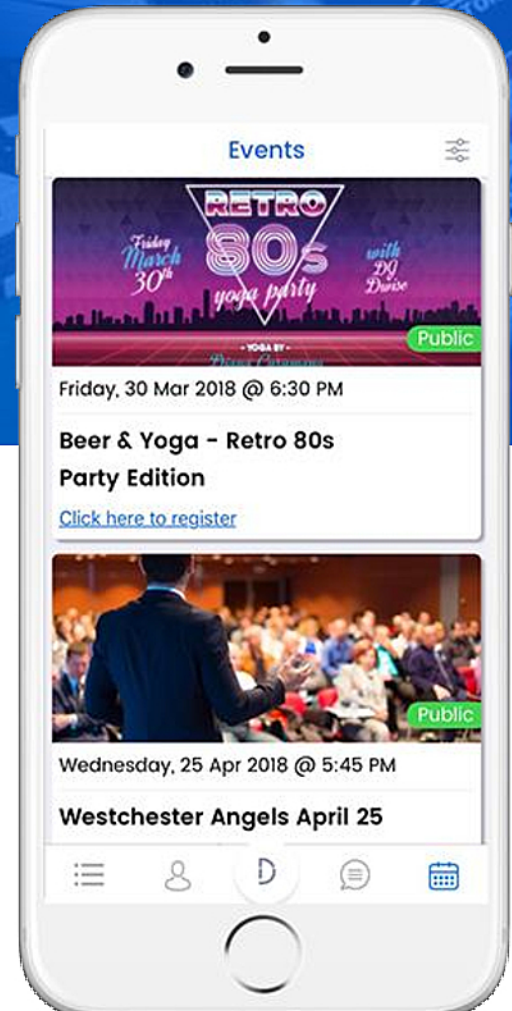 Events
RETRO
80s
yoga party
Friday
March
30th
with
DJ
- YOGA BY -
Public
Friday, 30 Mar 2018 @ 6:30 PM
Beer & Yoga - Retro 80s
Party Edition
Click here to register
Public
Wednesday, 25 Apr 2018 @ 5:45 PM
Westchester Angels April 25
D